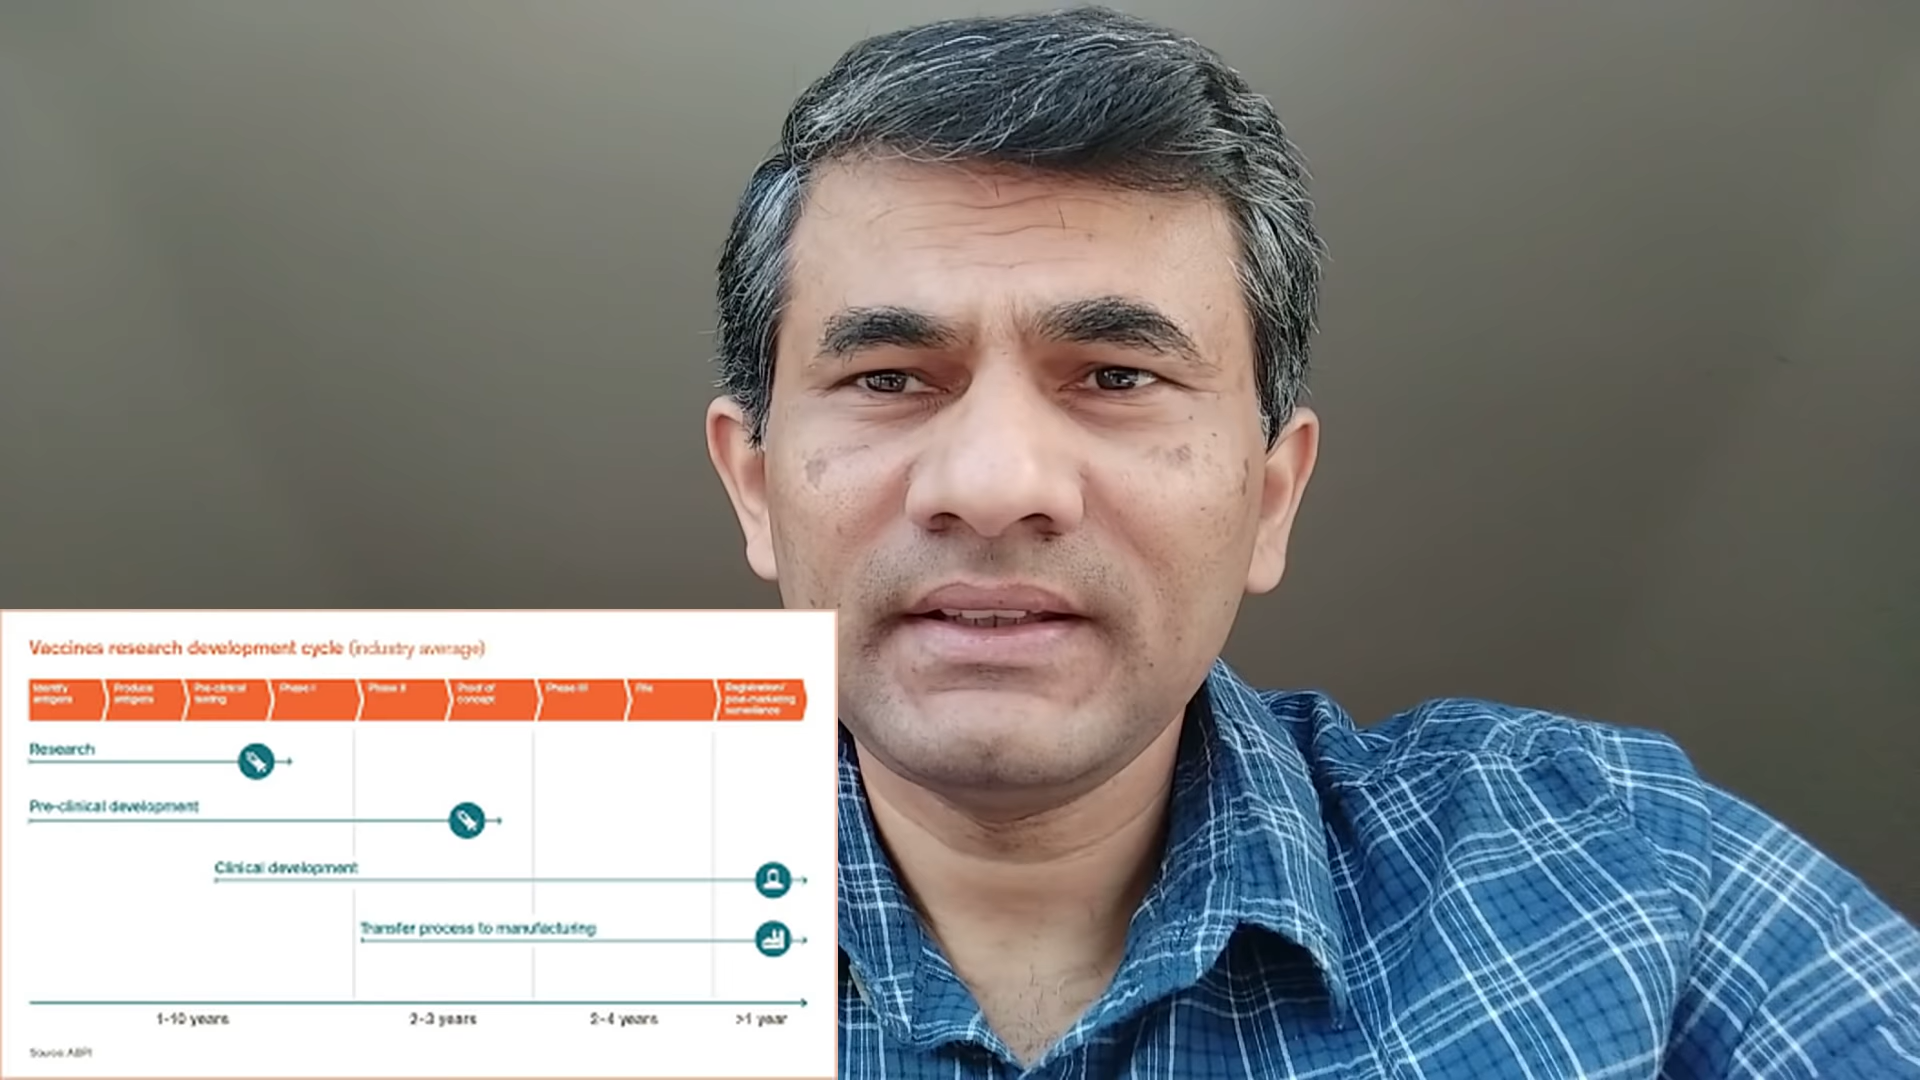 Vaccines research development cycle (industry average)
Identify
antigens
Produce
antigens
Pre-clinical
testing
Phase I
Phase II
Proof of
concept
Phase III
File
Registration/
post-marketing
surveillance
Research
Pre-clinical development
Clinical development
Transfer process to manufacturing
1-10 years
2-3 years
2-4 years
>1 year
Source: ABPI